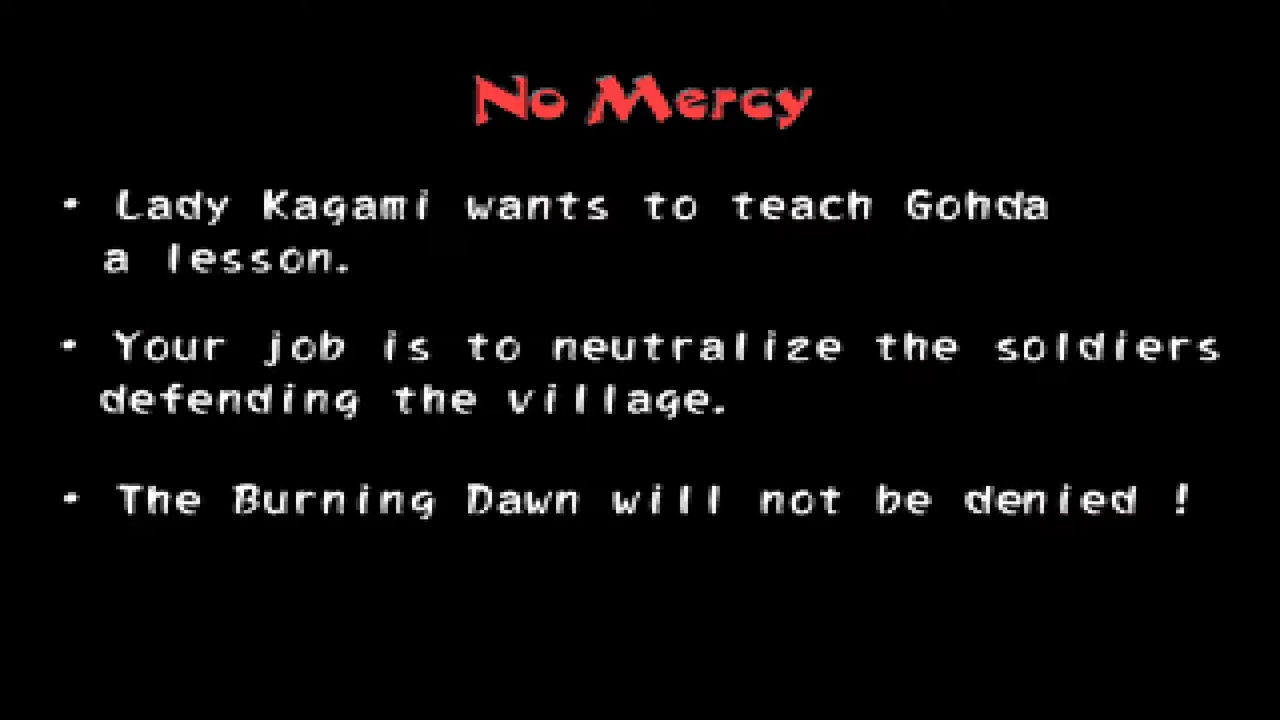 No Mercy
• Lady Kagami wants to teach Gohda
a lesson.
• Your job is to neutralize the soldiers
defending the village.
• The Burning Dawn will not be denied !